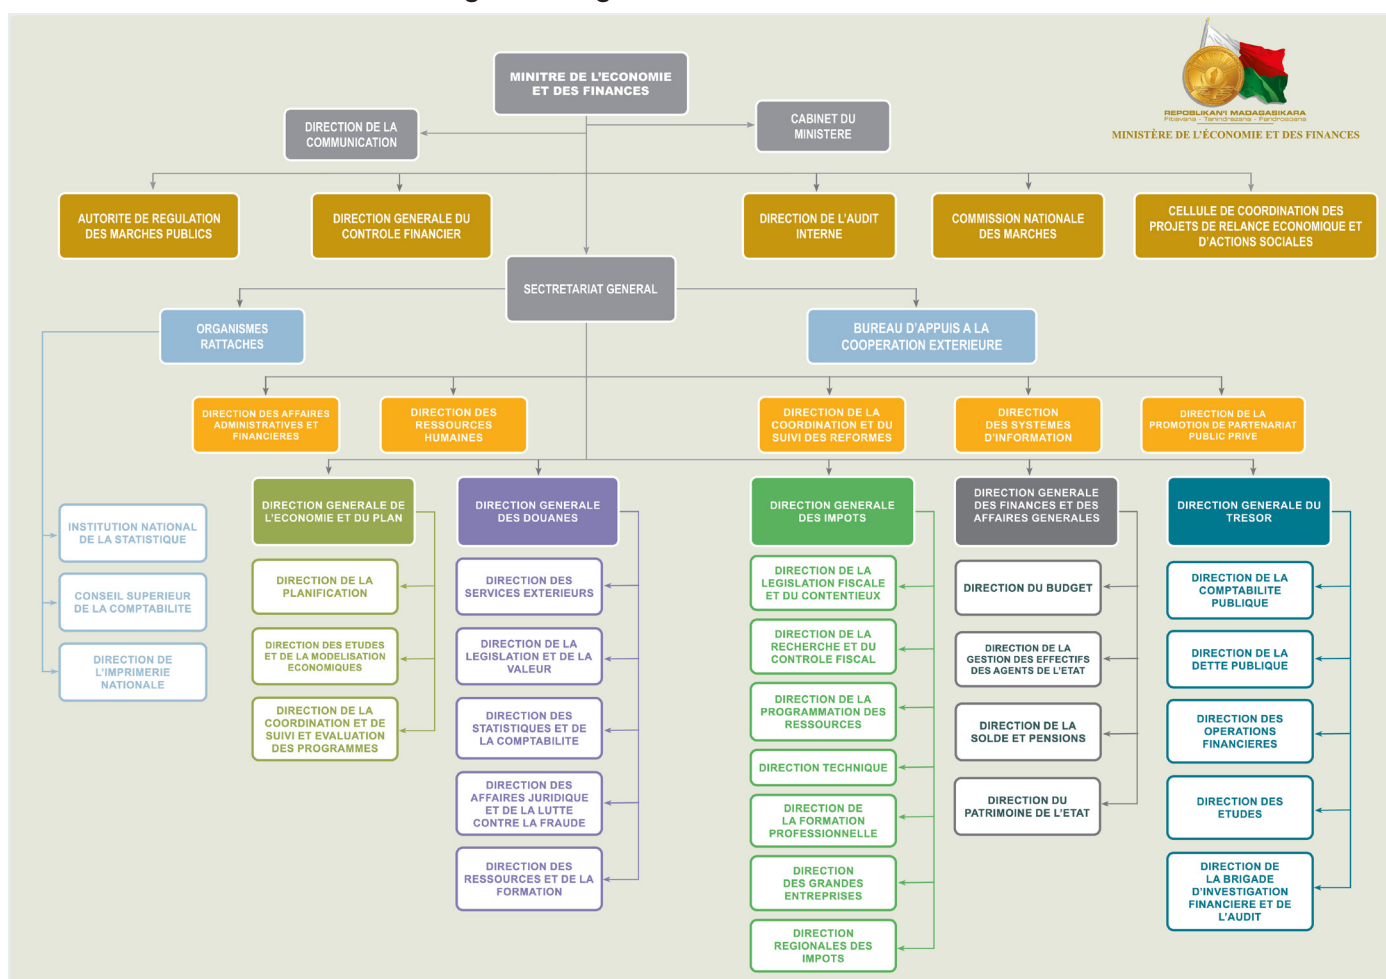 MINITRE DE L'ECONOMIE
ET DES FINANCES
DIRECTION DE LA
COMMUNICATION
CABINET DU
MINISTERE
REPOBLIKAN'I MADAGASIKARA
Fitiavana - Tanindrazana - Fandrosoana
MINISTÈRE DE L'ÉCONOMIE ET DES FINANCES
AUTORITE DE REGULATION
DES MARCHES PUBLICS
DIRECTION GENERALE DU
CONTROLE FINANCIER
DIRECTION DE L'AUDIT
INTERNE
COMMISSION NATIONALE
DES MARCHES
CELLULE DE COORDINATION DES
PROJETS DE RELANCE ECONOMIQUE ET
D'ACTIONS SOCIALES
SECTRETARIAT GENERAL
ORGANISMES
RATTACHES
BUREAU D'APPUIS A LA
COOPERATION EXTERIEURE
DIRECTION DES AFFAIRES
ADMINISTRATIVES ET
FINANCIERES
DIRECTION DES
RESSOURCES
HUMAINES
DIRECTION DE LA
COORDINATION ET DU
SUIVI DES REFORMES
DIRECTION
DES SYSTEMES
D'INFORMATION
DIRECTION DE LA
PROMOTION DE PARTENARIAT
PUBLIC PRIVE
INSTITUTION NATIONAL
DE LA STATISTIQUE
CONSEIL SUPERIEUR
DE LA COMPTABILITE
DIRECTION DE
L'IMPRIMERIE
NATIONALE
DIRECTION GENERALE DE
L'ECONOMIE ET DU PLAN
DIRECTION DE LA
PLANIFICATION
DIRECTION DES ETUDES
ET DE LA MODELISATION
ECONOMIQUES
DIRECTION DE LA
COORDINATION ET DE
SUIVI ET EVALUATION
DES PROGRAMMES
DIRECTION GENERALE
DES DOUANES
DIRECTION DES
SERVICES EXTERIEURS
DIRECTION DE LA
LEGISLATION ET DE LA
VALEUR
DIRECTION DES
STATISTIQUES ET DE
LA COMPTABILITE
DIRECTION DES
AFFAIRES JURIDIQUE
ET DE LA LUTTE
CONTRE LA FRAUDE
DIRECTION DES
RESSOURCES ET DE LA
FORMATION
DIRECTION GENERALE
DES IMPOTS
DIRECTION DE LA
LEGISLATION FISCALE
ET DU CONTENTIEUX
DIRECTION DE LA
RECHERCHE ET DU
CONTROLE FISCAL
DIRECTION DE LA
PROGRAMMATION DES
RESSOURCES
DIRECTION TECHNIQUE
DIRECTION DE
LA FORMATION
PROFESSIONNELLE
DIRECTION
DES GRANDES
ENTREPRISES
DIRECTION
REGIONALES DES
IMPOTS
DIRECTION GENERALE
DES FINANCES ET DES
AFFAIRES GENERALES
DIRECTION DU BUDGET
DIRECTION DE LA
GESTION DES EFFECTIFS
DES AGENTS DE L'ETAT
DIRECTION DE LA
SOLDE ET PENSIONS
DIRECTION DU
PATRIMOINE DE L'ETAT
DIRECTION GENERALE DU
TRESOR
DIRECTION DE LA
COMPTABILITE
PUBLIQUE
DIRECTION DE
LA DETTE PUBLIQUE
DIRECTION DES
OPERATIONS
FINANCIERES
DIRECTION DES
ETUDES
DIRECTION DE
LA BRIGADE
D'INVESTIGATION
FINANCIERE ET DE
L'AUDIT